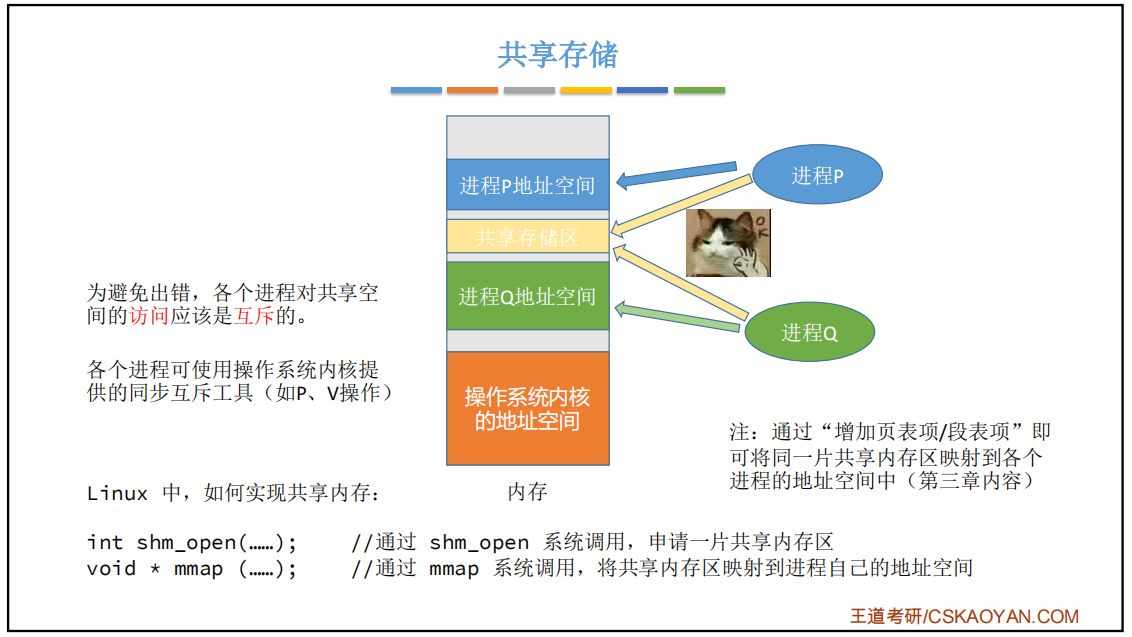 共享存储
进程P地址空间
进程P
共享存储区
OK
进程Q地址空间
进程Q
为避免出错，各个进程对共享空
间的访问应该是互斥的。
各个进程可使用操作系统内核提
供的同步互斥工具（如P、V操作）
操作系统内核
的地址空间
注：通过“增加页表项/段表项”即
可将同一片共享内存区映射到各个
进程的地址空间中（第三章内容）
内存
Linux 中，如何实现共享内存：
int shm_open(……); //通过 shm_open 系统调用，申请一片共享内存区
void * mmap (……); //通过 mmap 系统调用，将共享内存区映射到进程自己的地址空间
王道考研/CSKAOYAN.COM